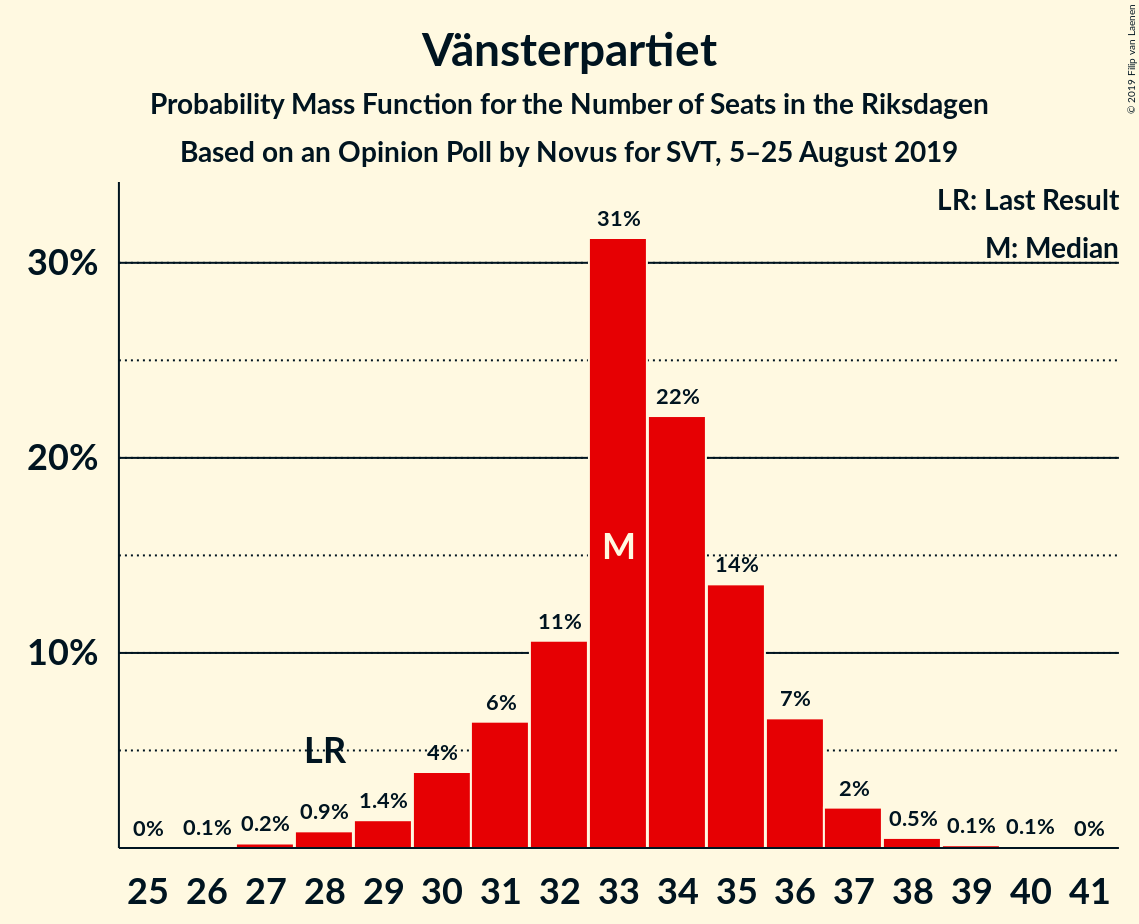 Vänsterpartiet
Probability Mass Function for the Number of Seats in the Riksdagen
Based on an Opinion Poll by Novus for SVT, 5–25 August 2019
© 2019 Filip van Laenen
LR: Last Result
M: Median
30%
20%
10%
0%
0.1%
0.2%
0.9%
1.4%
4%
6%
11%
31%
22%
14%
7%
2%
0.5%
0.1%
0.1%
0%
LR
M
25 26 27 28 29 30 31 32 33 34 35 36 37 38 39 40 41